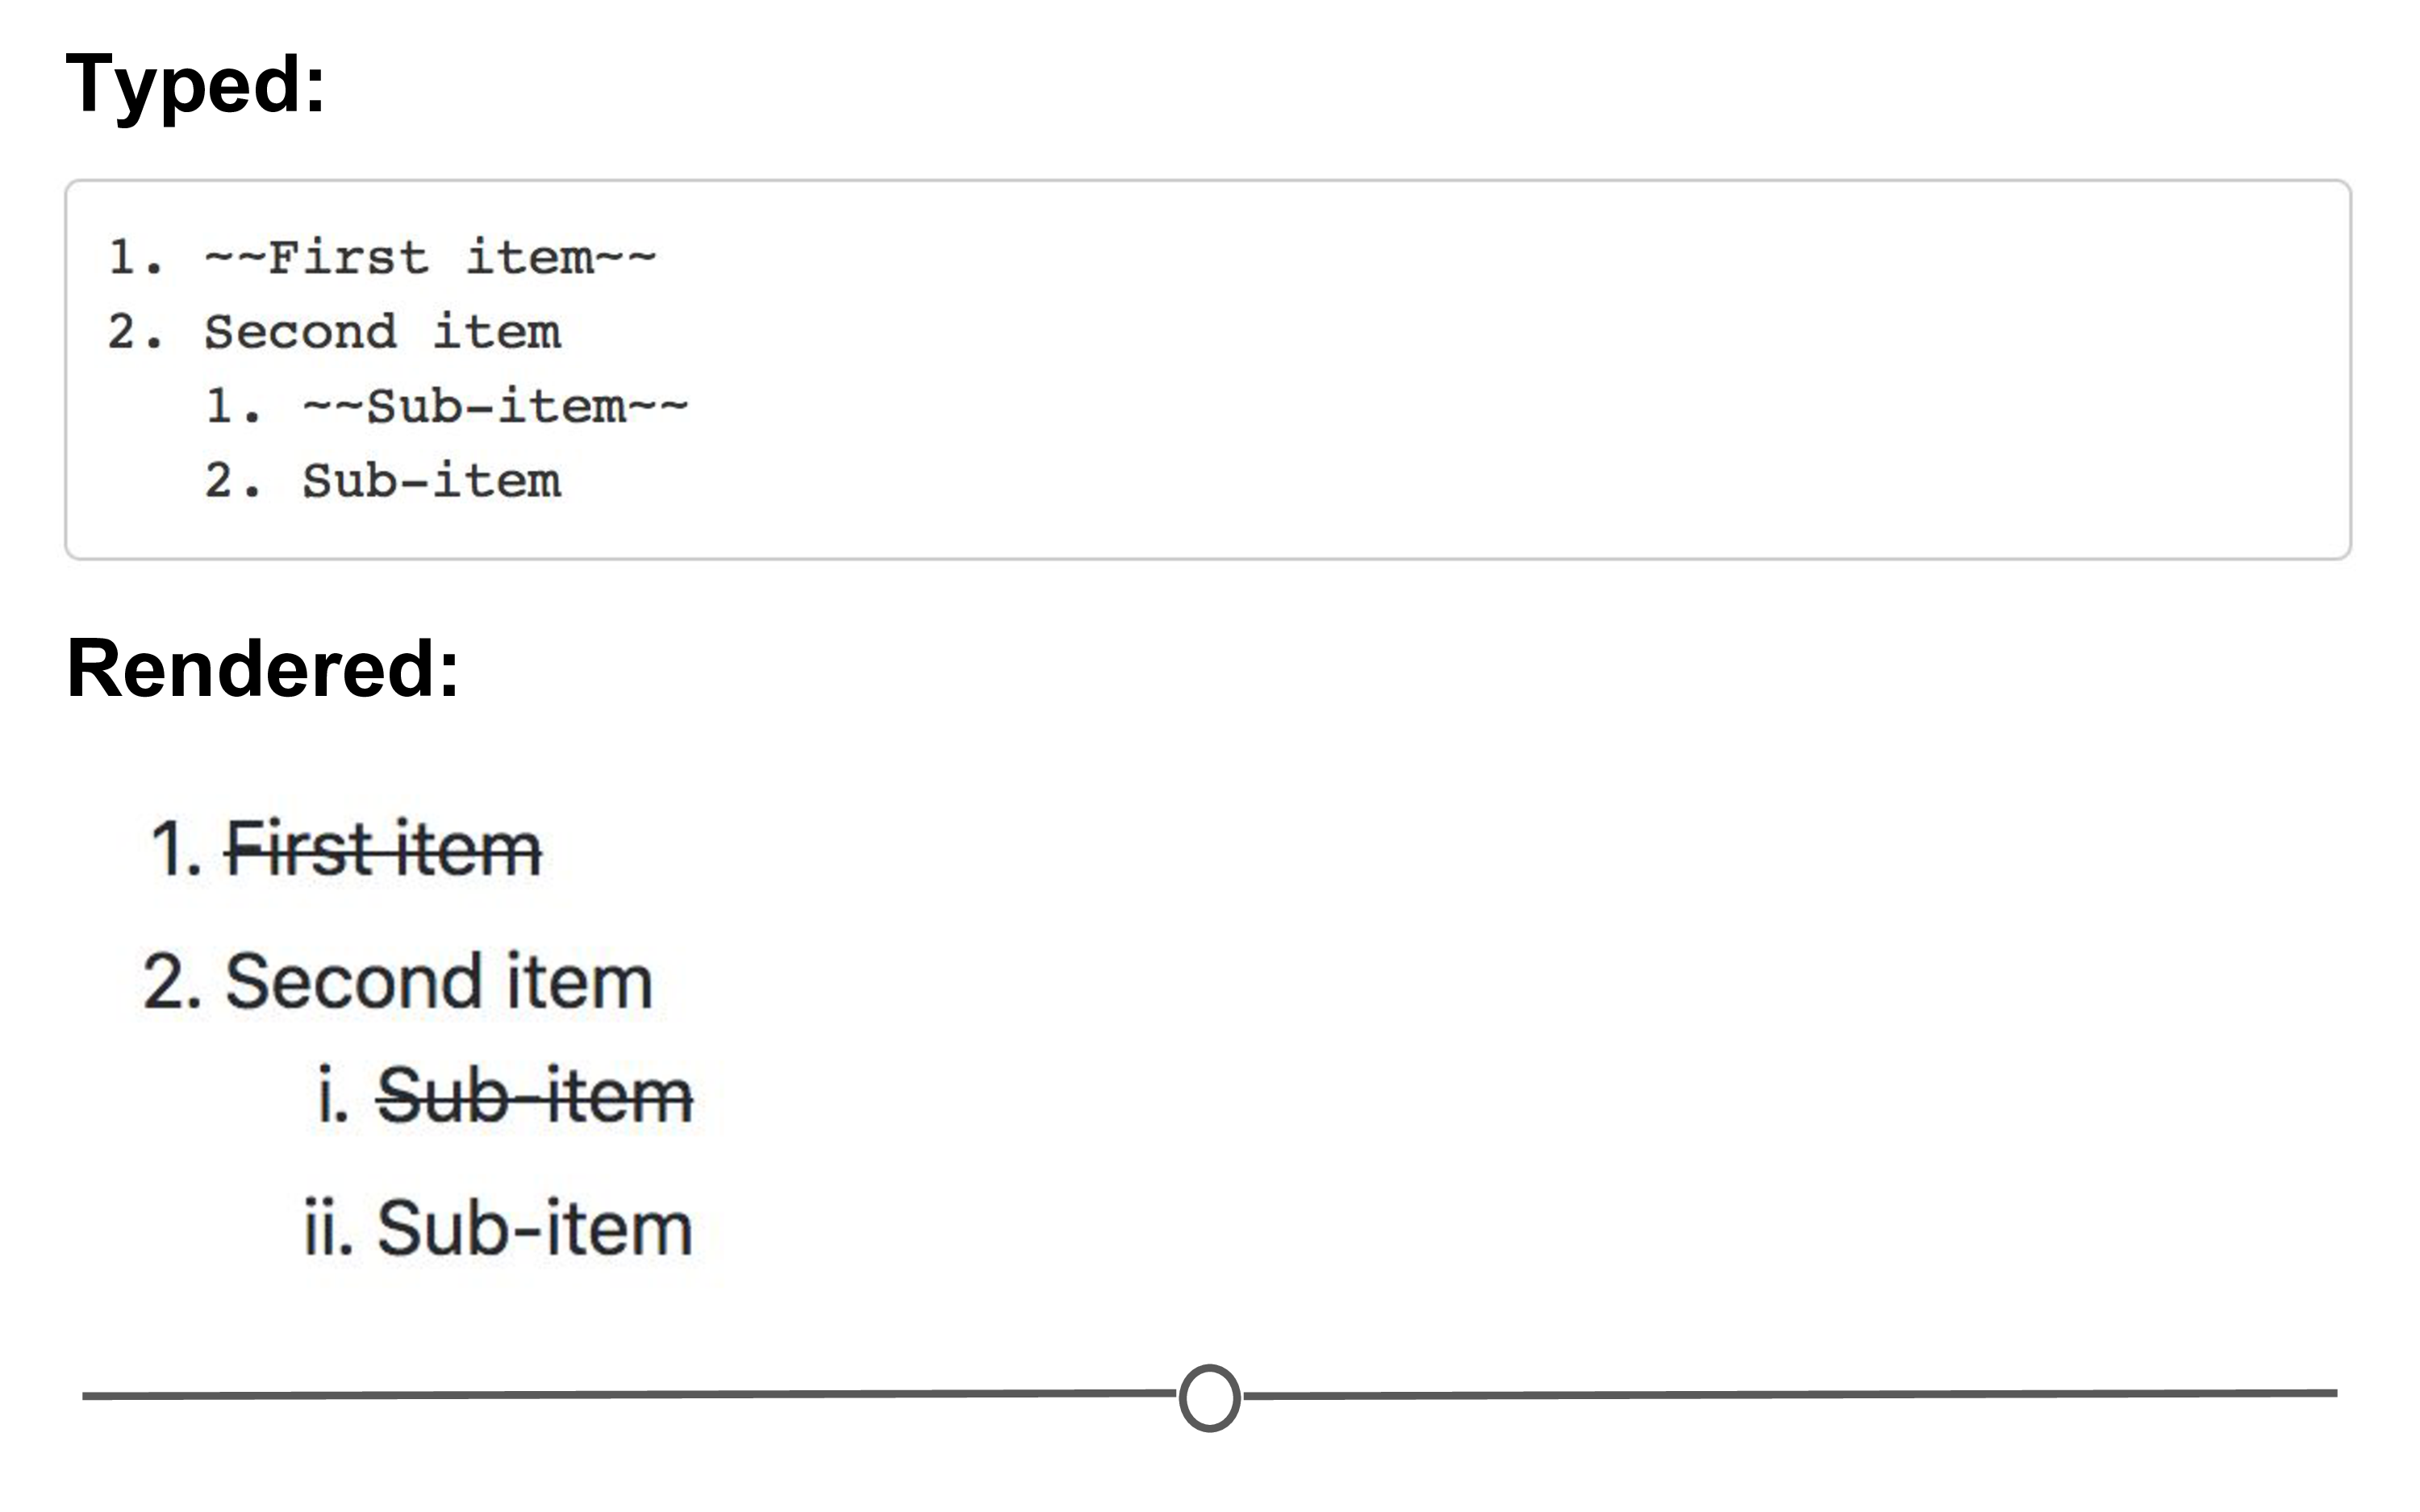 Typed:
1. ~~First item~~
2. Second item
   1. ~~Sub-item~~
   2. Sub-item
Rendered:
1. First item
2. Second item
i. Sub-item
ii. Sub-item